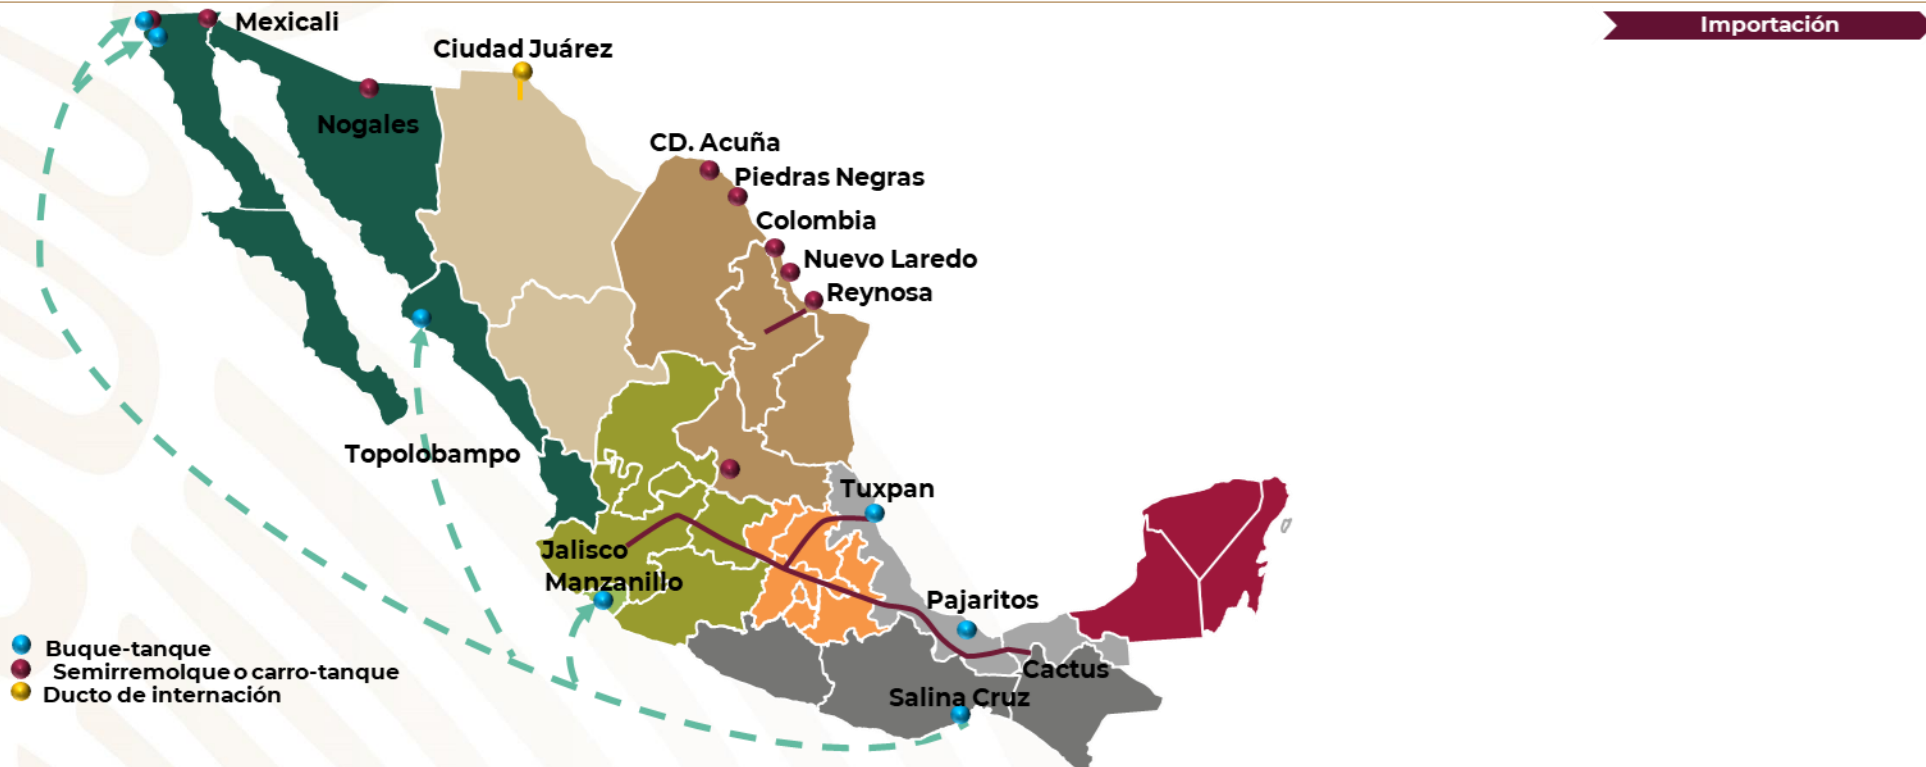 Importación
Mexicali
Ciudad Juárez
Nogales
CD. Acuña
Piedras Negras
Colombia
Nuevo Laredo
Reynosa
Topolobampo
Tuxpan
Jalisco
Manzanillo
Pajaritos
Cactus
Salina Cruz
Buque-tanque
Semirremolque o carro-tanque
Ducto de internación